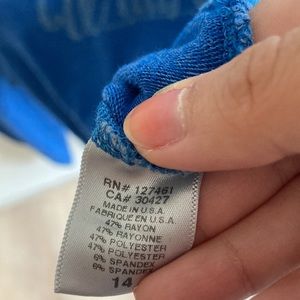 RN# 127461
CA# 30427
MADE IN U.S.A.
FABRIQUE EN U.S.A.
47% RAYON
47% RAYONNE
47% POLYESTER
47% POLYESTER
6% SPANDEX
6% SPANDEX
14